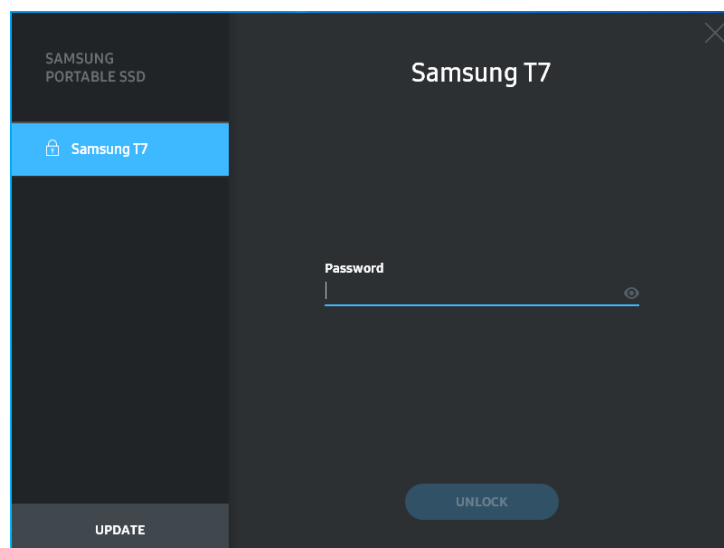 SAMSUNG
PORTABLE SSD
Samsung T7
Samsung T7
Password
UNLOCK
UPDATE